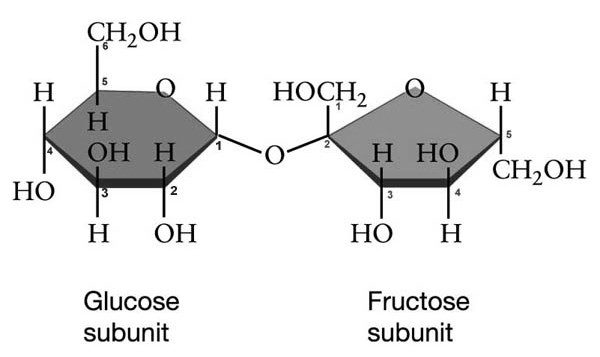 CH₂OH
6
5
O
H
H
H
HOCH₂
1
O
H
4
OH
H
1
O
2
H
HO
5
CH₂OH
HO
3
2
3
4
H
OH
HO
H
Glucose
subunit
Fructose
subunit